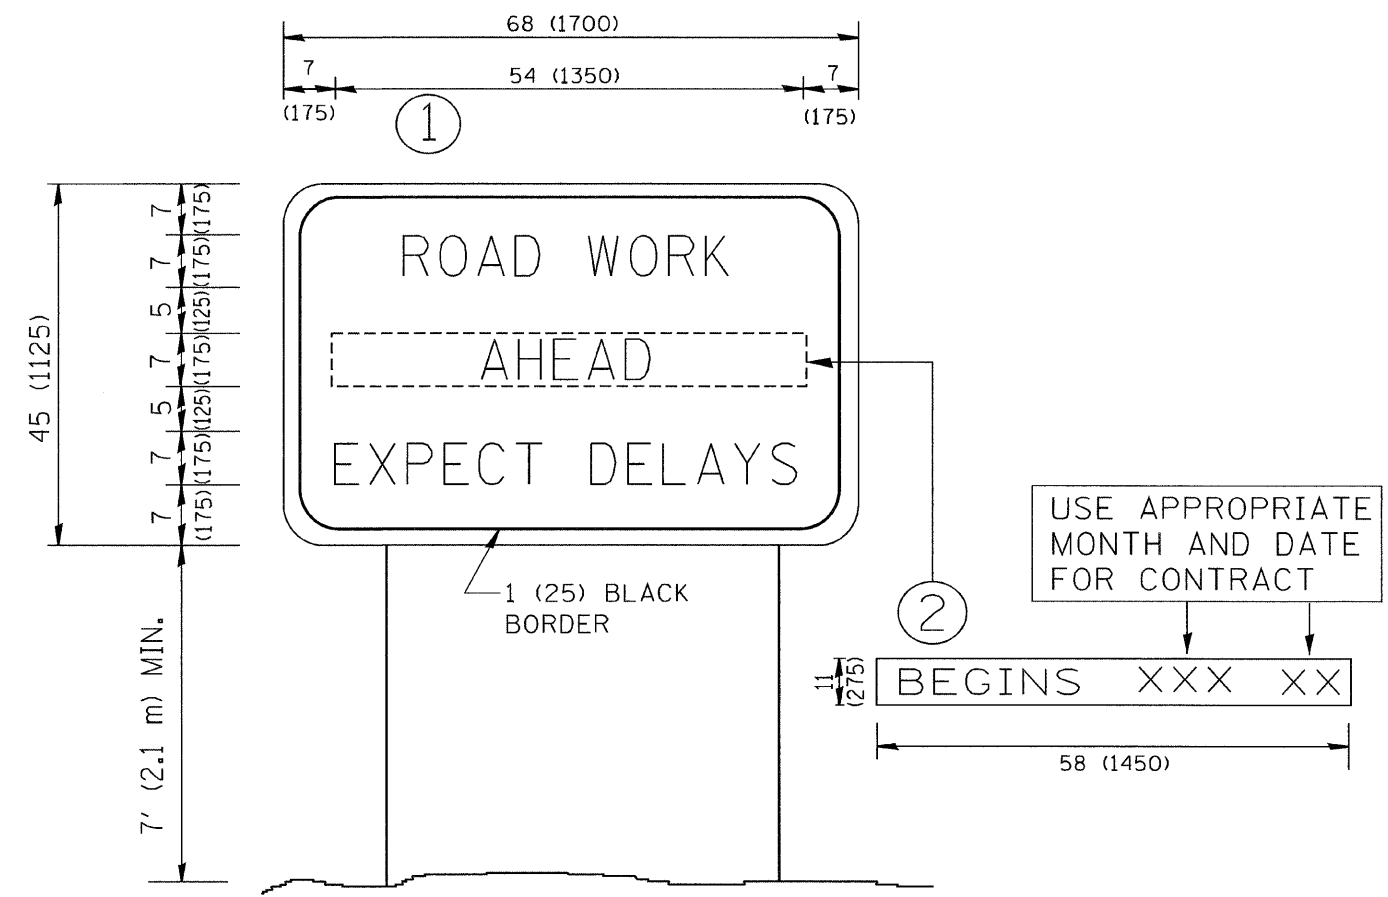 68 (1700)
7
54 (1350)
7
(175)
(175)
1
45 (1125)
7 (175)
7 (175)
5 (125)
7 (175)
5 (125)
7 (175)
7 (175)
ROAD WORK
AHEAD
EXPECT DELAYS
1 (25) BLACK
BORDER
7' (2.1 m) MIN.
USE APPROPRIATE
MONTH AND DATE
FOR CONTRACT
2
11
(275)
BEGINS XXX XX
58 (1450)